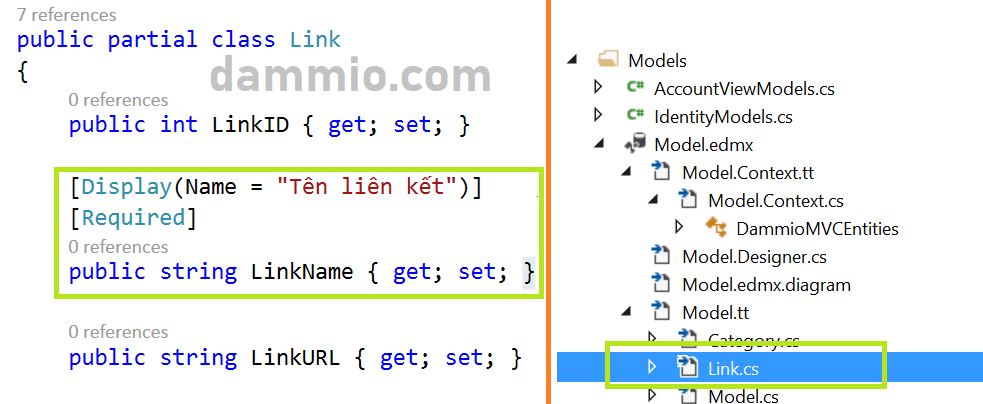 7 references
public partial class Link
{
dammio.com
0 references
public int LinkID { get; set; }
[Display(Name = "Tên liên kết")]
[Required]
0 references
public string LinkName { get; set; }
0 references
public string LinkURL { get; set; }
Models
C# AccountViewModels.cs
C# IdentityModels.cs
Model.edmx
Model.Context.tt
Model.Context.cs
DammioMVCEntities
Model.Designer.cs
Model.edmx.diagram
Model.tt
Category.cs
Link.cs
Model.cs